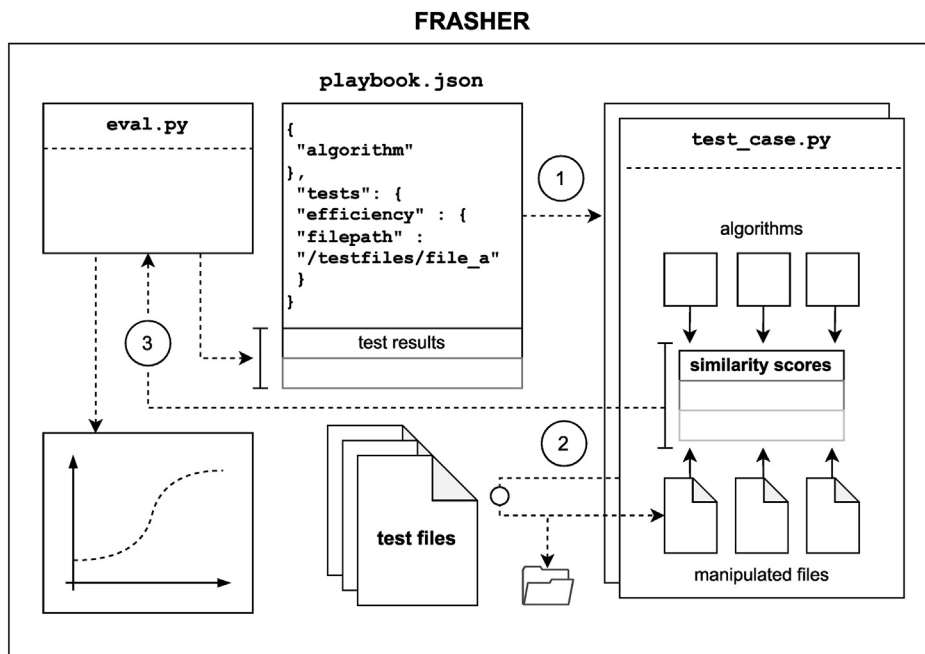 FRASHER
eval.py
playbook.json
{
"algorithm"
},
"tests": {
"efficiency" : {
"filepath" :
"/testfiles/file_a"
}
}
test results
1
test_case.py
algorithms
similarity scores
3
2
test files
manipulated files